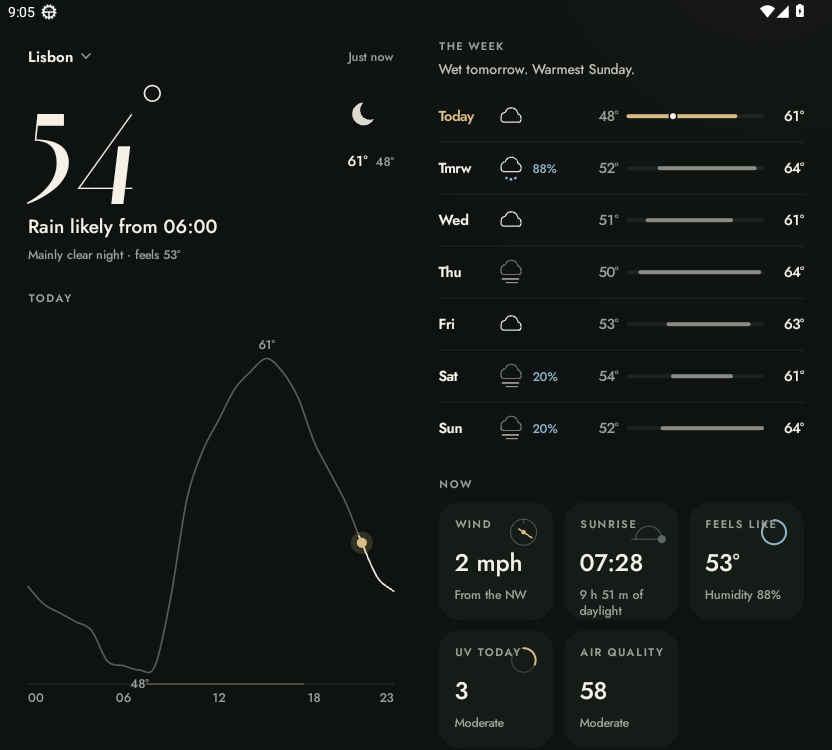 9:05
Lisbon
Just now
54°
61° 48°
Rain likely from 06:00
Mainly clear night · feels 53°
TODAY
61°
48°
00 06 12 18 23
THE WEEK
Wet tomorrow. Warmest Sunday.
Today 48° 61°
Tmrw 88% 52° 64°
Wed 51° 61°
Thu 50° 64°
Fri 53° 63°
Sat 20% 54° 61°
Sun 20% 52° 64°
NOW
WIND
2 mph
From the NW
SUNRISE
07:28
9 h 51 m of
daylight
FEELS LIKE
53°
Humidity 88%
UV TODAY
3
Moderate
AIR QUALITY
58
Moderate